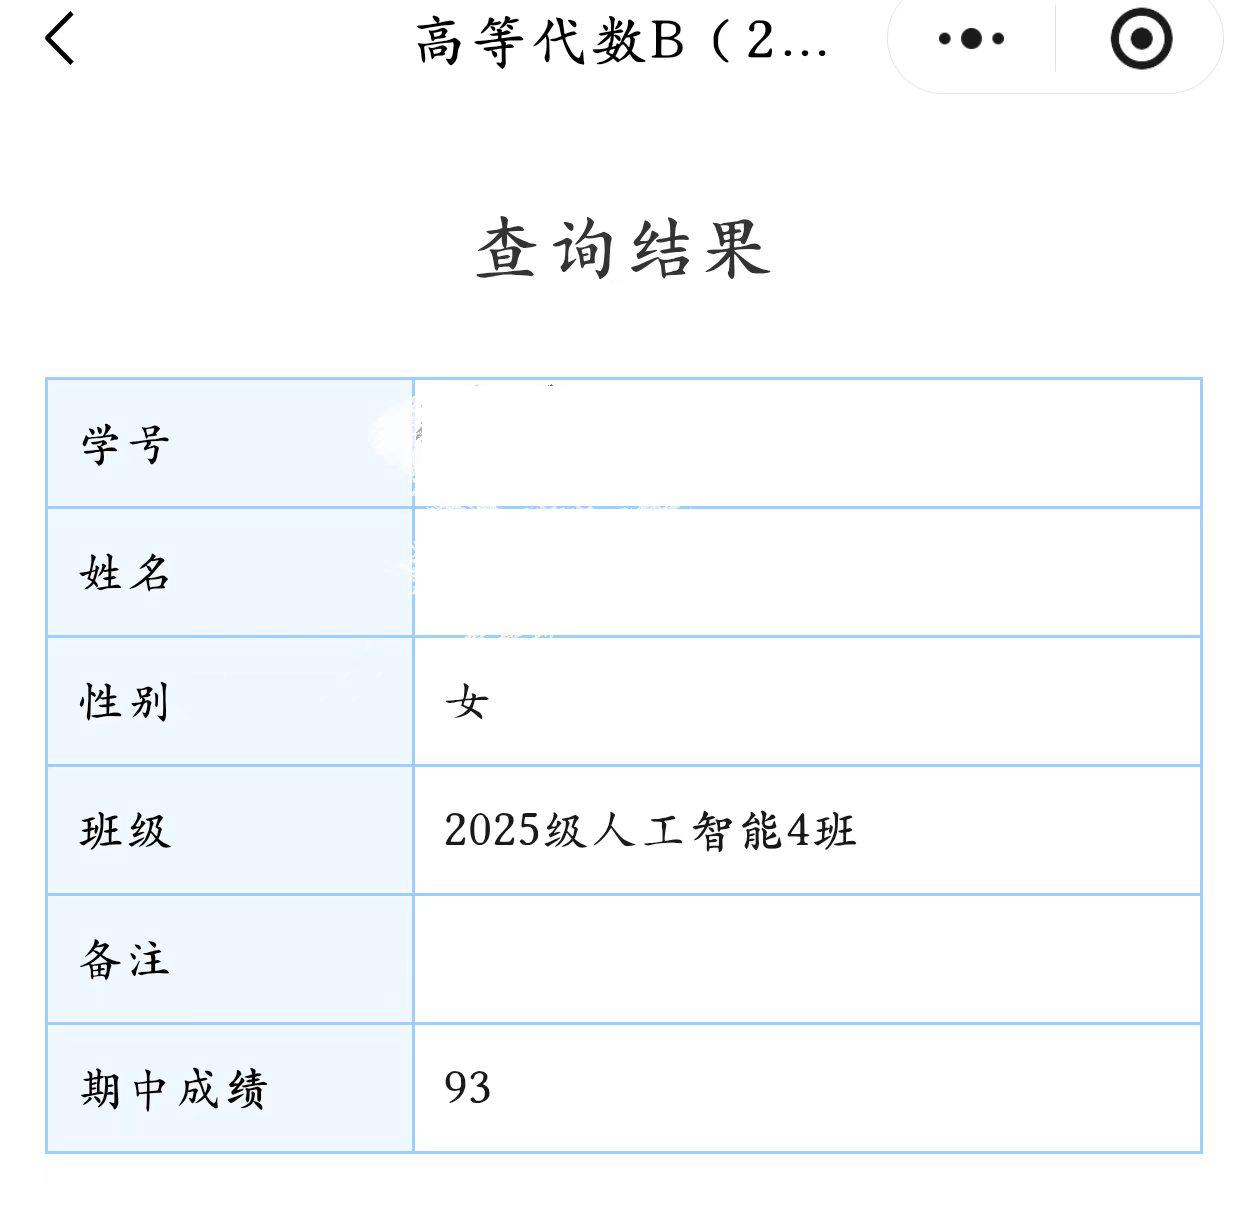 高等代数B（2...
查询结果
学号
姓名
性别 女
班级 2025级人工智能4班
备注
期中成绩 93